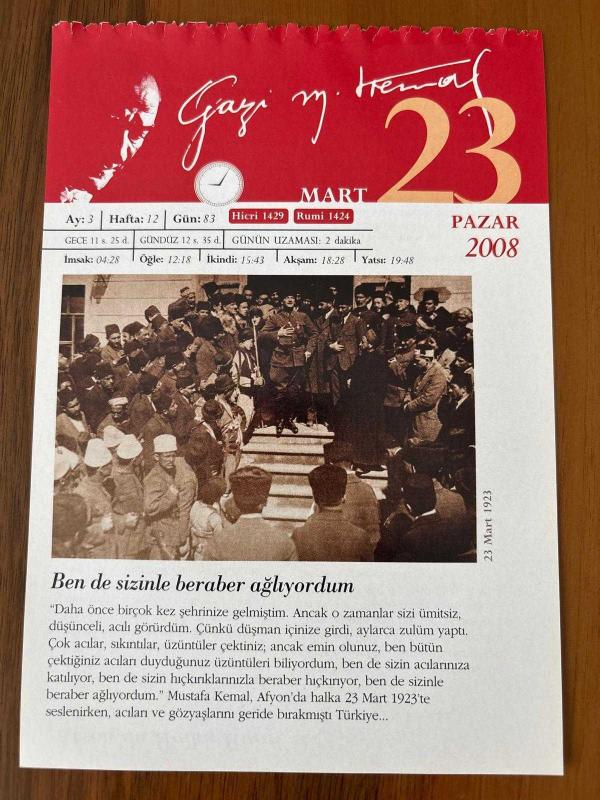 Gazi M. Kemal
MART 23
Ay: 3 Hafta: 12 Gün: 83 Hicri 1429 Rumi 1424
PAZAR
2008
GECE 11 s. 25 d. GÜNDÜZ 12 s. 35 d. GÜNÜN UZAMASI: 2 dakika
İmsak: 04:28 Öğle: 12:18 İkindi: 15:43 Akşam: 18:28 Yatsı: 19:48
23 Mart 1923
Ben de sizinle beraber ağlıyordum
“Daha önce birçok kez şehrinize gelmiştim. Ancak o zamanlar sizi ümitsiz,
düşünceli, acılı görürdüm. Çünkü düşman içinize girdi, aylarca zulüm yaptı.
Çok acılar, sıkıntılar, üzüntüler çektiniz; ancak emin olunuz, ben bütün
çektiğiniz acıları duyduğunuz üzüntüleri biliyordum, ben de sizin acılarınıza
katılıyor, ben de sizin hıçkırıklarınızla beraber hıçkırıyor, ben de sizinle
beraber ağlıyordum.” Mustafa Kemal, Afyon’da halka 23 Mart 1923’te
seslenirken, acıları ve gözyaşlarını geride bırakmıştı Türkiye...